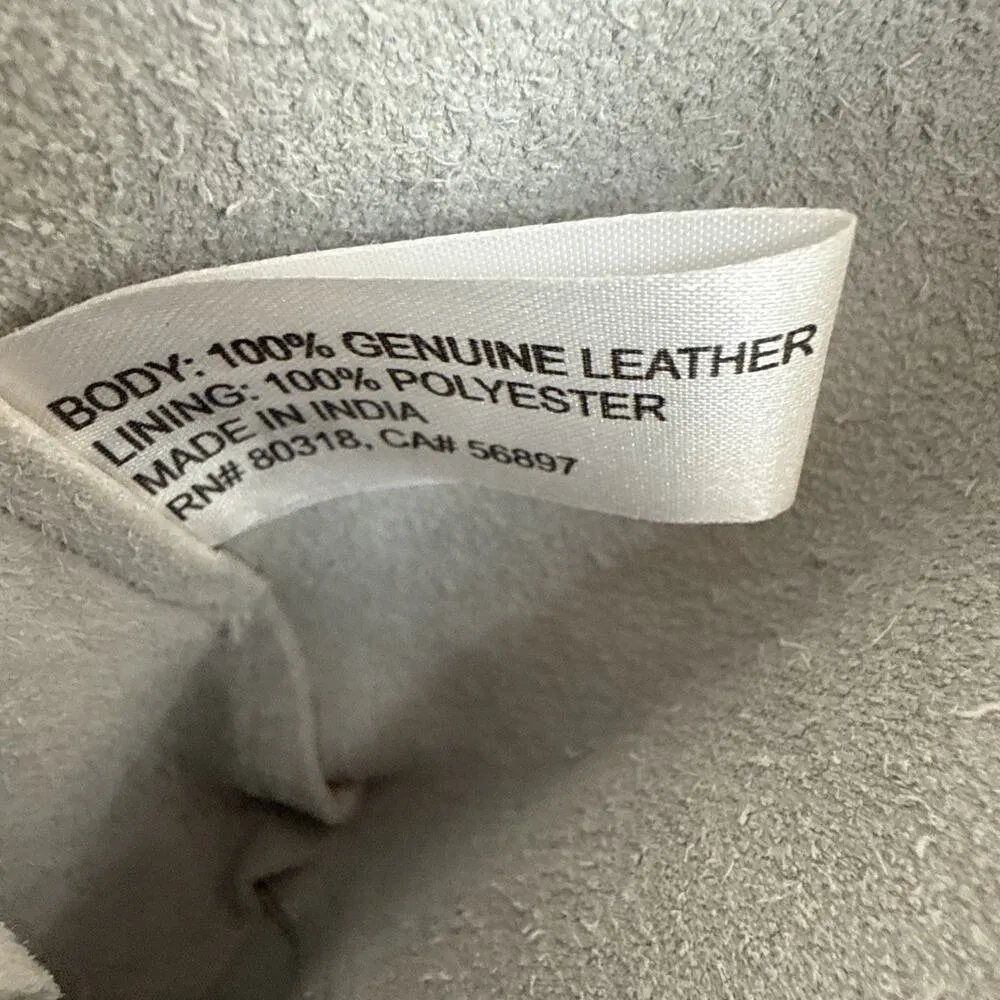 BODY: 100% GENUINE LEATHER
LINING: 100% POLYESTER
MADE IN INDIA
RN# 80318, CA# 56897